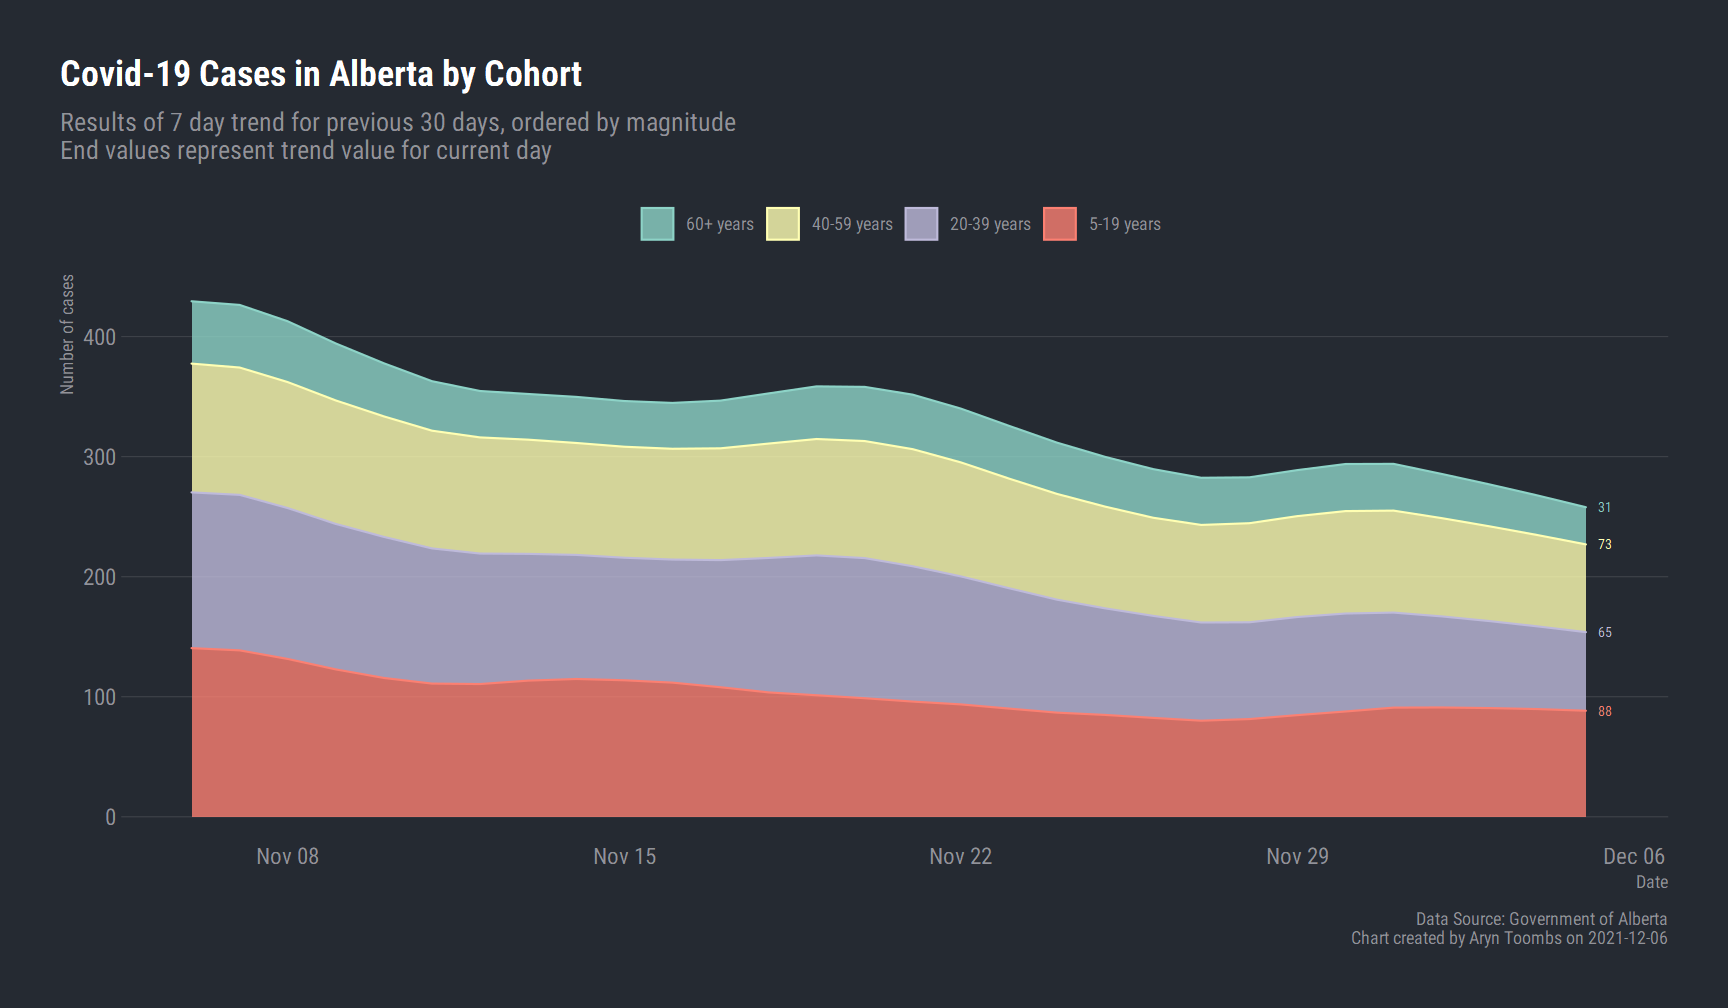 Covid-19 Cases in Alberta by Cohort
Results of 7 day trend for previous 30 days, ordered by magnitude
End values represent trend value for current day
60+ years 40-59 years 20-39 years 5-19 years
Number of cases
400
300
200
100
0
31
73
65
88
Nov 08 Nov 15 Nov 22 Nov 29 Dec 06
Date
Data Source: Government of Alberta
Chart created by Aryn Toombs on 2021-12-06